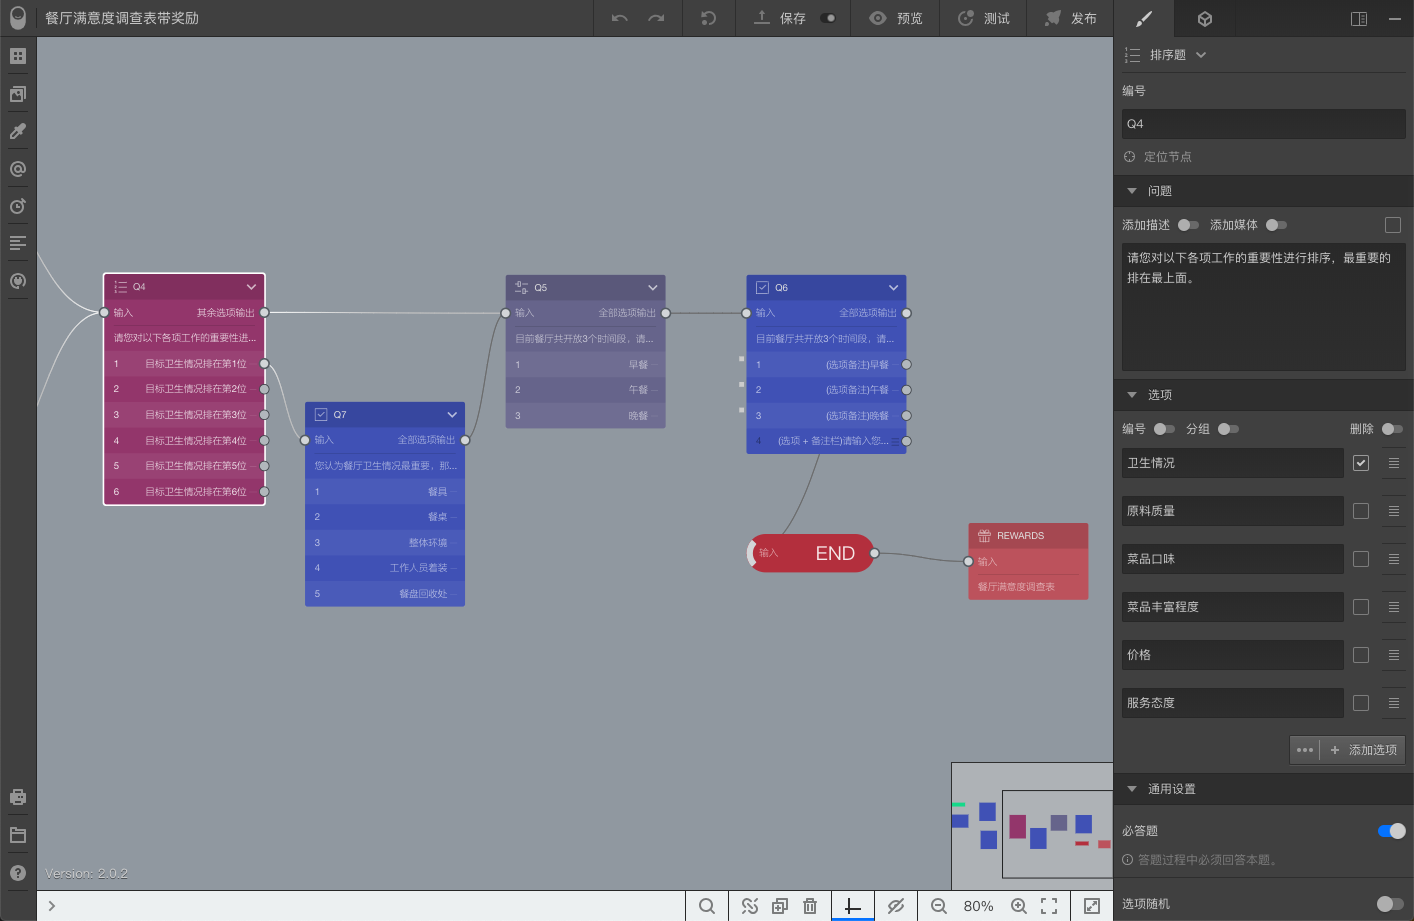 餐厅满意度调查表带奖励
保存
预览
测试
发布
排序题
编号
Q4
定位节点
问题
添加描述
添加媒体
请您对以下各项工作的重要性进行排序，最重要的
排在最上面。
选项
编号
分组
删除
卫生情况
原料质量
菜品口味
菜品丰富程度
价格
服务态度
••• + 添加选项
通用设置
必答题
答题过程中必须回答本题。
选项随机
Q4
输入 其余选项输出
请您对以下各项工作的重要性进...
1 目标卫生情况排在第1位
2 目标卫生情况排在第2位
3 目标卫生情况排在第3位
4 目标卫生情况排在第4位
5 目标卫生情况排在第5位
6 目标卫生情况排在第6位
Q7
输入 全部选项输出
您认为餐厅卫生情况最重要，那...
1 餐具
2 餐桌
3 整体环境
4 工作人员着装
5 餐盘回收处
Q5
输入 全部选项输出
目前餐厅共开放3个时间段，请...
1 早餐
2 午餐
3 晚餐
Q6
输入 全部选项输出
目前餐厅共开放3个时间段，请...
1 (选项备注)早餐
2 (选项备注)午餐
3 (选项备注)晚餐
4 (选项 + 备注栏)请输入您...
输入 END
REWARDS
输入
餐厅满意度调查表
Version: 2.0.2
80%